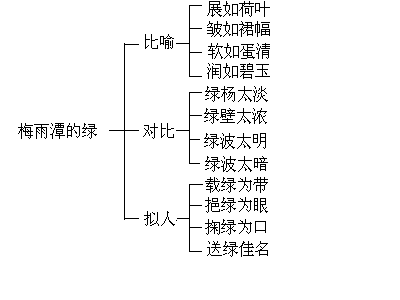 梅雨潭的绿
比喻
展如荷叶
皱如裙幅
软如蛋清
润如碧玉
对比
绿杨太淡
绿壁太浓
绿波太明
绿波太暗
拟人
载绿为带
挹绿为眼
掬绿为口
送绿佳名